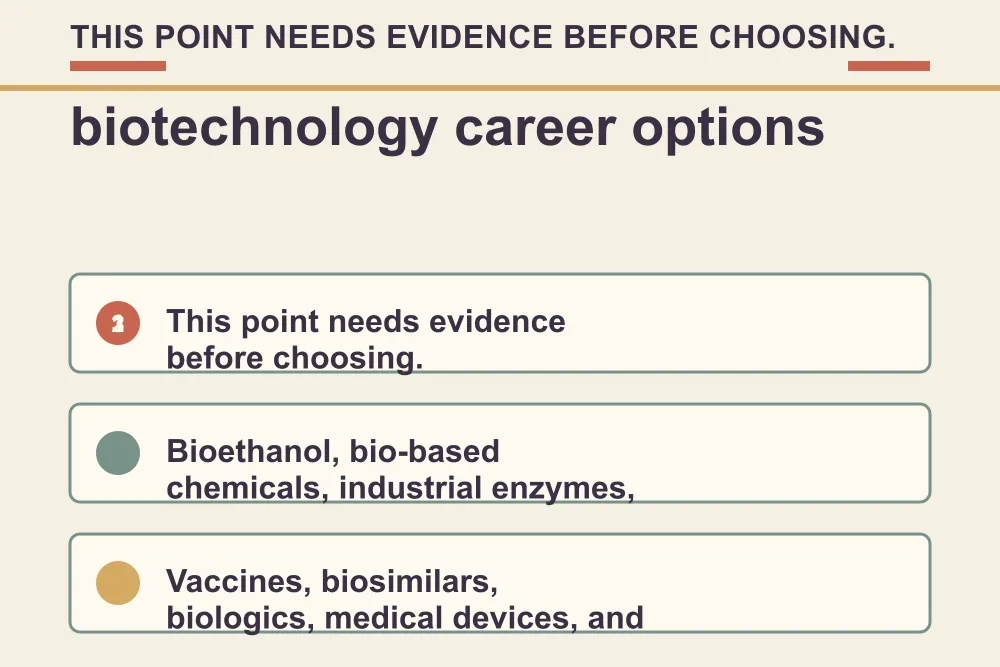 THIS POINT NEEDS EVIDENCE BEFORE CHOOSING.
biotechnology career options
This point needs evidence
before choosing.
Bioethanol, bio-based
chemicals, industrial enzymes,
Vaccines, biosimilars,
biologics, medical devices, and